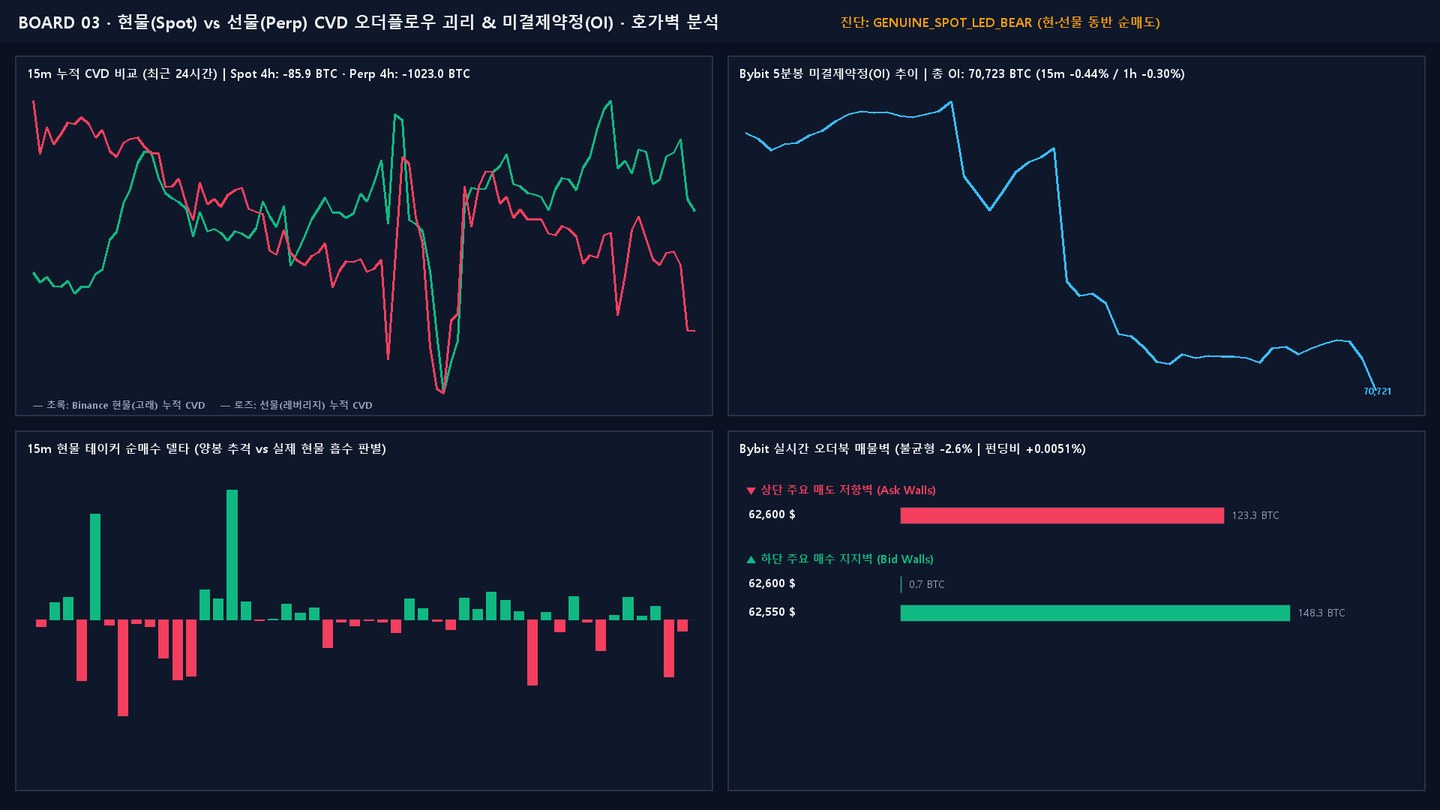 BOARD 03 · 현물(Spot) vs 선물(Perp) CVD 오더플로우 괴리 & 미결제약정(OI) · 호가벽 분석
진단: GENUINE_SPOT_LED_BEAR (현·선물 동반 순매도)
15m 누적 CVD 비교 (최근 24시간) | Spot 4h: -85.9 BTC · Perp 4h: -1023.0 BTC
— 초록: Binance 현물(고래) 누적 CVD — 로즈: 선물(레버리지) 누적 CVD
Bybit 5분봉 미결제약정(OI) 추이 | 총 OI: 70,723 BTC (15m -0.44% / 1h -0.30%)
70,721
15m 현물 테이커 순매수 델타 (양봉 추격 vs 실제 현물 흡수 판별)
Bybit 실시간 오더북 매물벽 (불균형 -2.6% | 펀딩비 +0.0051%)
▼ 상단 주요 매도 저항벽 (Ask Walls)
62,600 $ 123.3 BTC
▲ 하단 주요 매수 지지벽 (Bid Walls)
62,600 $ 0.7 BTC
62,550 $ 148.3 BTC